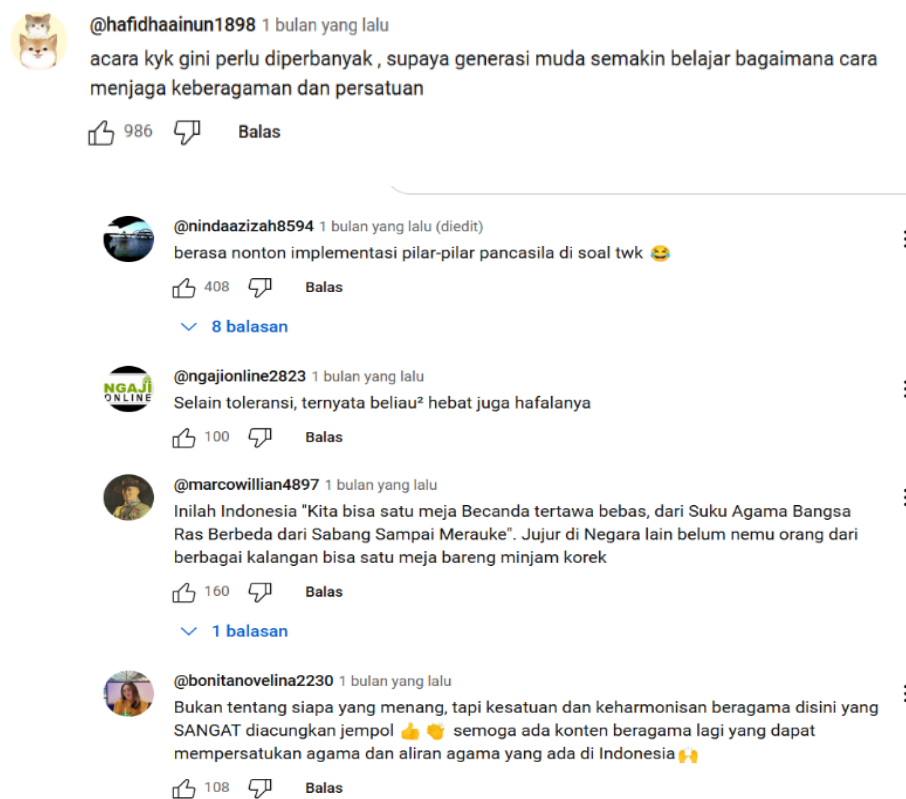 @hafidhaainun1898 1 bulan yang lalu
acara kyk gini perlu diperbanyak , supaya generasi muda semakin belajar bagaimana cara
menjaga keberagaman dan persatuan
986 Balas
@nindaazizah8594 1 bulan yang lalu (diedit)
berasa nonton implementasi pilar-pilar pancasila di soal twk 😂
408 Balas
8 balasan
NGAJI
ONLINE
@ngajionline2823 1 bulan yang lalu
Selain toleransi, ternyata beliau² hebat juga hafalanya
100 Balas
@marcowillian4897 1 bulan yang lalu
Inilah Indonesia "Kita bisa satu meja Becanda tertawa bebas, dari Suku Agama Bangsa
Ras Berbeda dari Sabang Sampai Merauke". Jujur di Negara lain belum nemu orang dari
berbagai kalangan bisa satu meja bareng minjam korek
160 Balas
1 balasan
@bonitanovelina2230 1 bulan yang lalu
Bukan tentang siapa yang menang, tapi kesatuan dan keharmonisan beragama disini yang
SANGAT diacungkan jempol 👍 👏 semoga ada konten beragama lagi yang dapat
mempersatukan agama dan aliran agama yang ada di Indonesia🙌
108 Balas